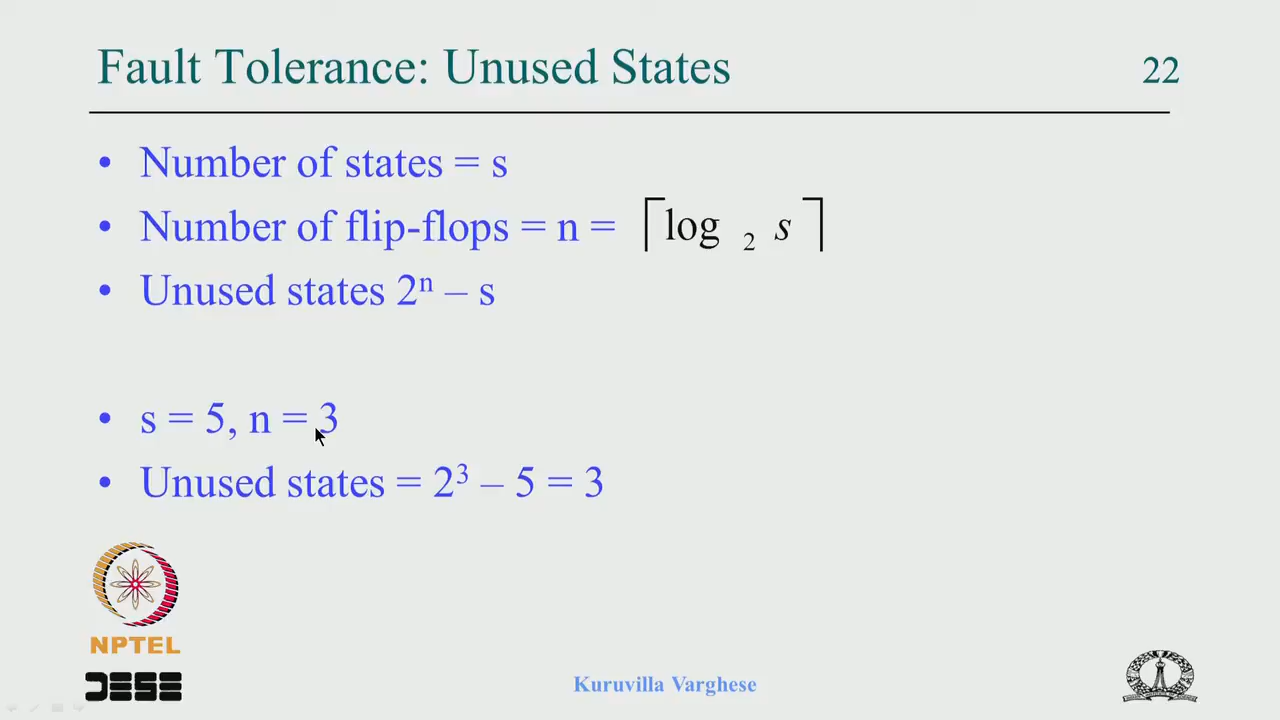 Fault Tolerance: Unused States 22
• Number of states = s
• Number of flip-flops = n = ⌈log 2 s⌉
• Unused states 2ⁿ – s
• s = 5, n = 3
• Unused states = 2³ – 5 = 3
NPTEL
DESE
Kuruvilla Varghese